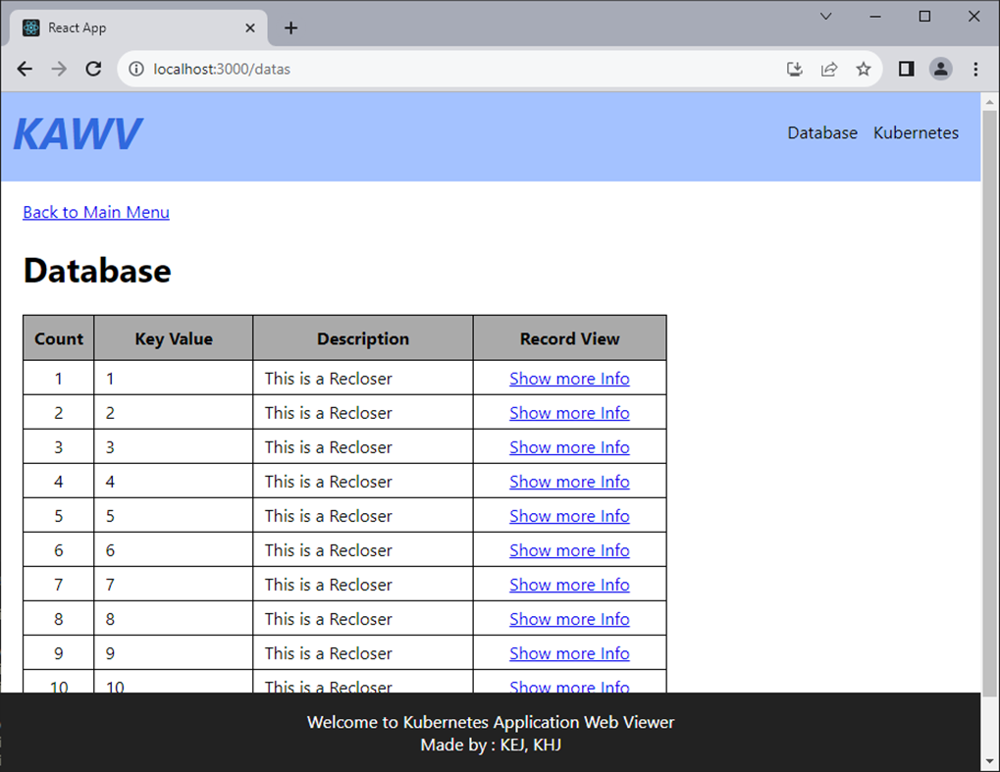 React App
localhost:3000/datas
KAWV
Database Kubernetes
Back to Main Menu
Database
Count Key Value Description Record View
1 1 This is a Recloser Show more Info
2 2 This is a Recloser Show more Info
3 3 This is a Recloser Show more Info
4 4 This is a Recloser Show more Info
5 5 This is a Recloser Show more Info
6 6 This is a Recloser Show more Info
7 7 This is a Recloser Show more Info
8 8 This is a Recloser Show more Info
9 9 This is a Recloser Show more Info
10 10 This is a Recloser Show more Info
Welcome to Kubernetes Application Web Viewer
Made by : KEJ, KHJ